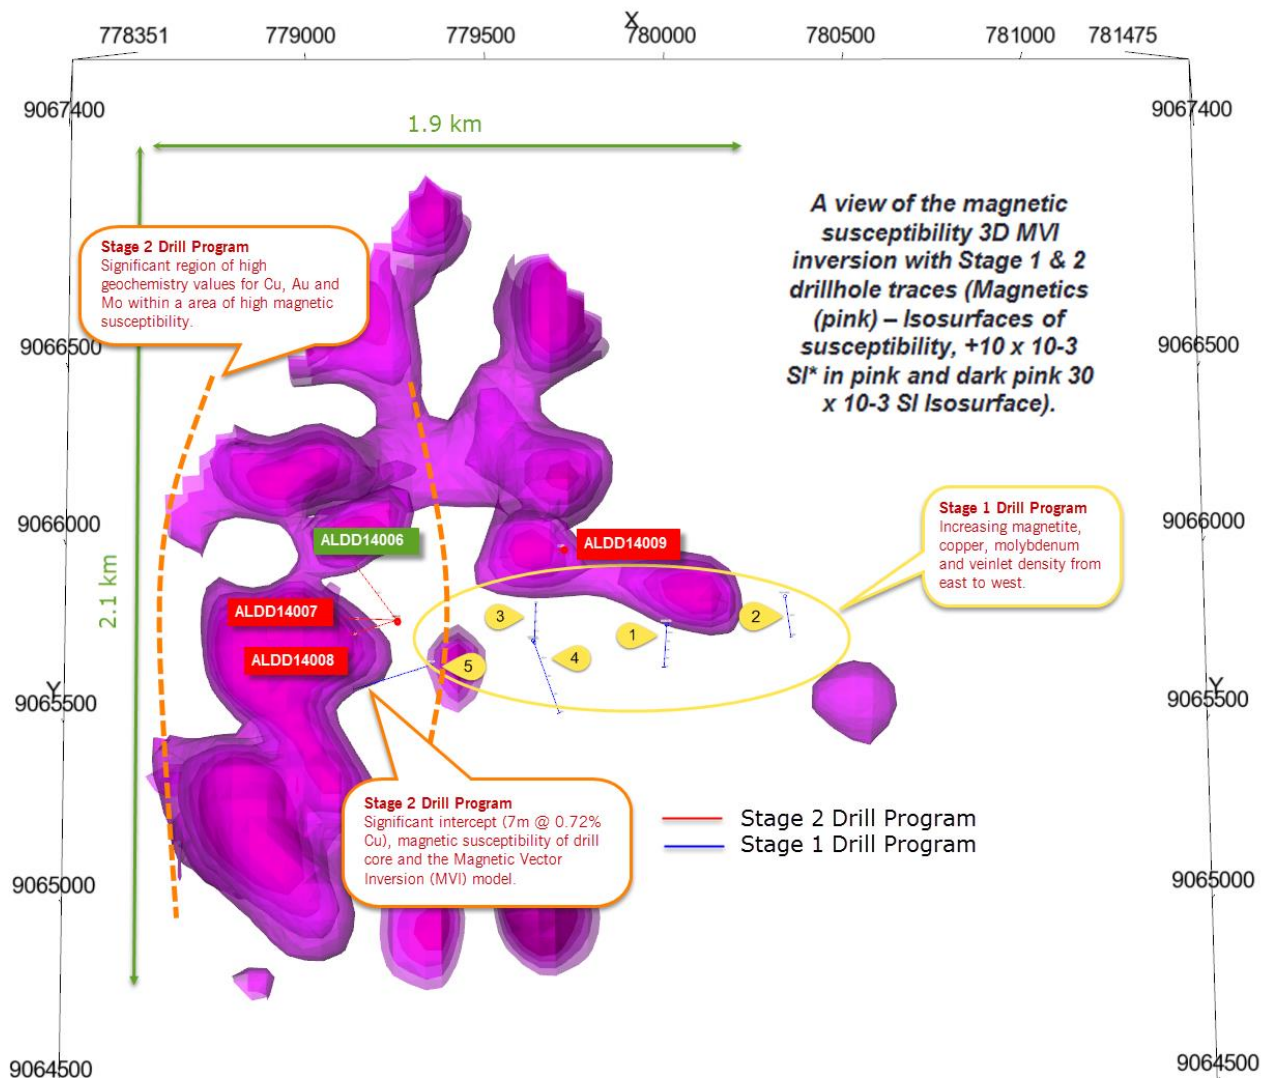 X
778351 779000 779500 780000 780500 781000 781475
9067400
9067400
1.9 km
A view of the magnetic
susceptibility 3D MVI
inversion with Stage 1 & 2
drillhole traces (Magnetics
(pink) – Isosurfaces of
susceptibility, +10 x 10-3
SI* in pink and dark pink 30
x 10-3 SI Isosurface).
Stage 2 Drill Program
Significant region of high
geochemistry values for Cu, Au and
Mo within a area of high magnetic
susceptibility.
9066500
9066500
Stage 1 Drill Program
Increasing magnetite,
copper, molybdenum
and veinlet density from
east to west.
9066000
9066000
ALDD14006
ALDD14009
2.1 km
ALDD14007
3
2
1
ALDD14008
4
5
Y
Y
9065500
9065500
Stage 2 Drill Program
Significant intercept (7m @ 0.72%
Cu), magnetic susceptibility of drill
core and the Magnetic Vector
Inversion (MVI) model.
Stage 2 Drill Program
Stage 1 Drill Program
9065000
9065000
9064500
9064500